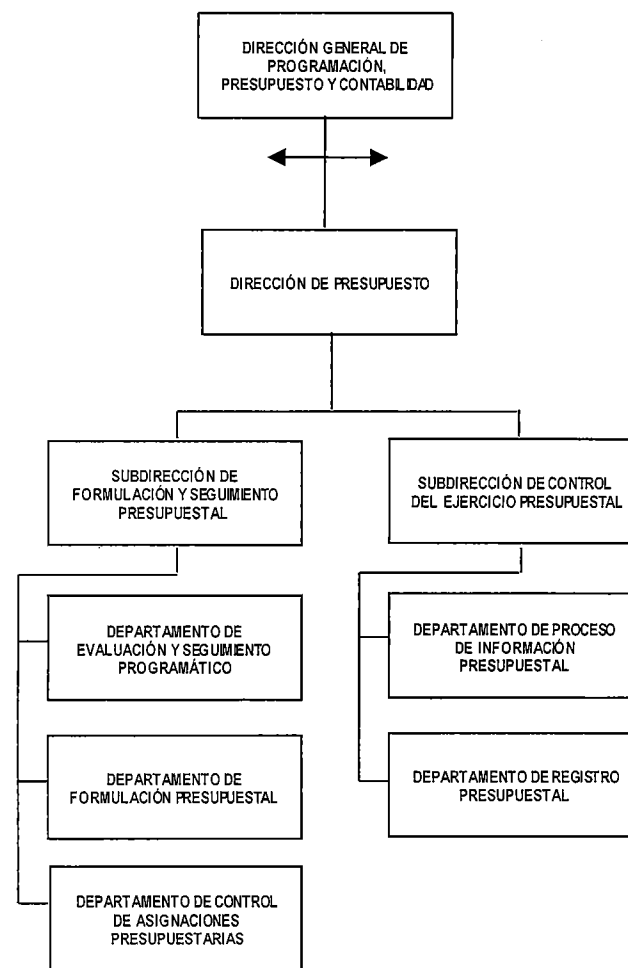 DIRECCIÓN GENERAL DE
PROGRAMACIÓN,
PRESUPUESTO Y CONTABILIDAD
DIRECCIÓN DE PRESUPUESTO
SUBDIRECCIÓN DE
FORMULACIÓN Y SEGUIMIENTO
PRESUPUESTAL
SUBDIRECCIÓN DE CONTROL
DEL EJERCICIO PRESUPUESTAL
DEPARTAMENTO DE
EVALUACIÓN Y SEGUIMIENTO
PROGRAMÁTICO
DEPARTAMENTO DE PROCESO
DE INFORMACIÓN
PRESUPUESTAL
DEPARTAMENTO DE
FORMULACIÓN PRESUPUESTAL
DEPARTAMENTO DE REGISTRO
PRESUPUESTAL
DEPARTAMENTO DE CONTROL
DE ASIGNACIONES
PRESUPUESTARIAS